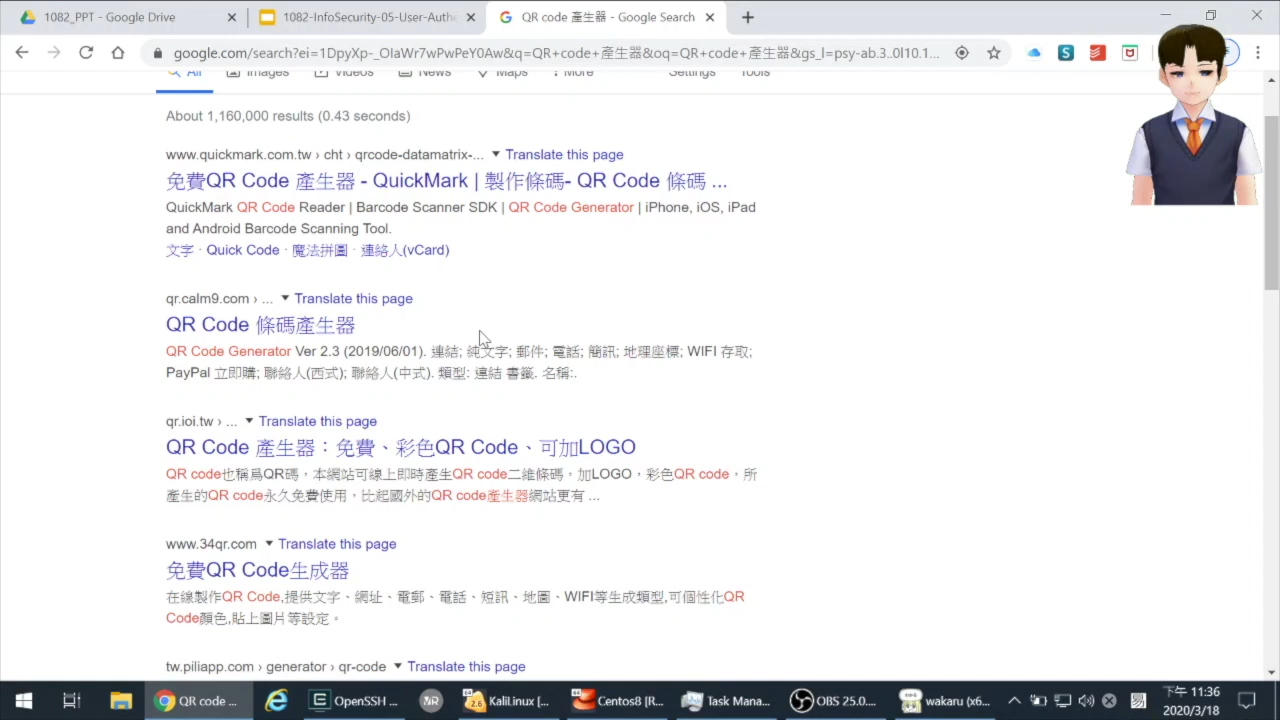 1082_PPT - Google Drive
1082-InfoSecurity-05-User-Authe
QR code 產生器 - Google Search
google.com/search?ei=1DpyXp-_OIaWr7wPwPeY0Aw&q=QR+code+產生器&oq=QR+code+產生器&gs_l=psy-ab.3..0l10.1...
All Images Videos News Maps More Settings Tools
About 1,160,000 results (0.43 seconds)
www.quickmark.com.tw › cht › qrcode-datamatrix-... Translate this page
免費QR Code 產生器 - QuickMark | 製作條碼- QR Code 條碼 ...
QuickMark QR Code Reader | Barcode Scanner SDK | QR Code Generator | iPhone, iOS, iPad
and Android Barcode Scanning Tool.
文字 · Quick Code · 魔法拼圖 · 連絡人(vCard)
qr.calm9.com › ... Translate this page
QR Code 條碼產生器
QR Code Generator Ver 2.3 (2019/06/01). 連結; 純文字; 郵件; 電話; 簡訊; 地理座標; WIFI 存取;
PayPal 立即購; 聯絡人(西式); 聯絡人(中式). 類型: 連結 書籤. 名稱:.
qr.ioi.tw › ... Translate this page
QR Code 產生器：免費、彩色QR Code、可加LOGO
QR code也稱爲QR碼，本網站可線上即時產生QR code二維條碼，加LOGO，彩色QR code，所
產生的QR code永久免費使用，比起國外的QR code產生器網站更有 ...
www.34qr.com Translate this page
免費QR Code生成器
在線製作QR Code,提供文字、網址、電郵、電話、短訊、地圖、WIFI等生成類型,可個性化QR
Code顏色,貼上圖片等設定。
tw.piliapp.com › generator › qr-code Translate this page
QR code ...
OpenSSH ...
KaliLinux [...
Centos8 [R...
Task Mana...
OBS 25.0....
wakaru (x6...
下午 11:36
2020/3/18